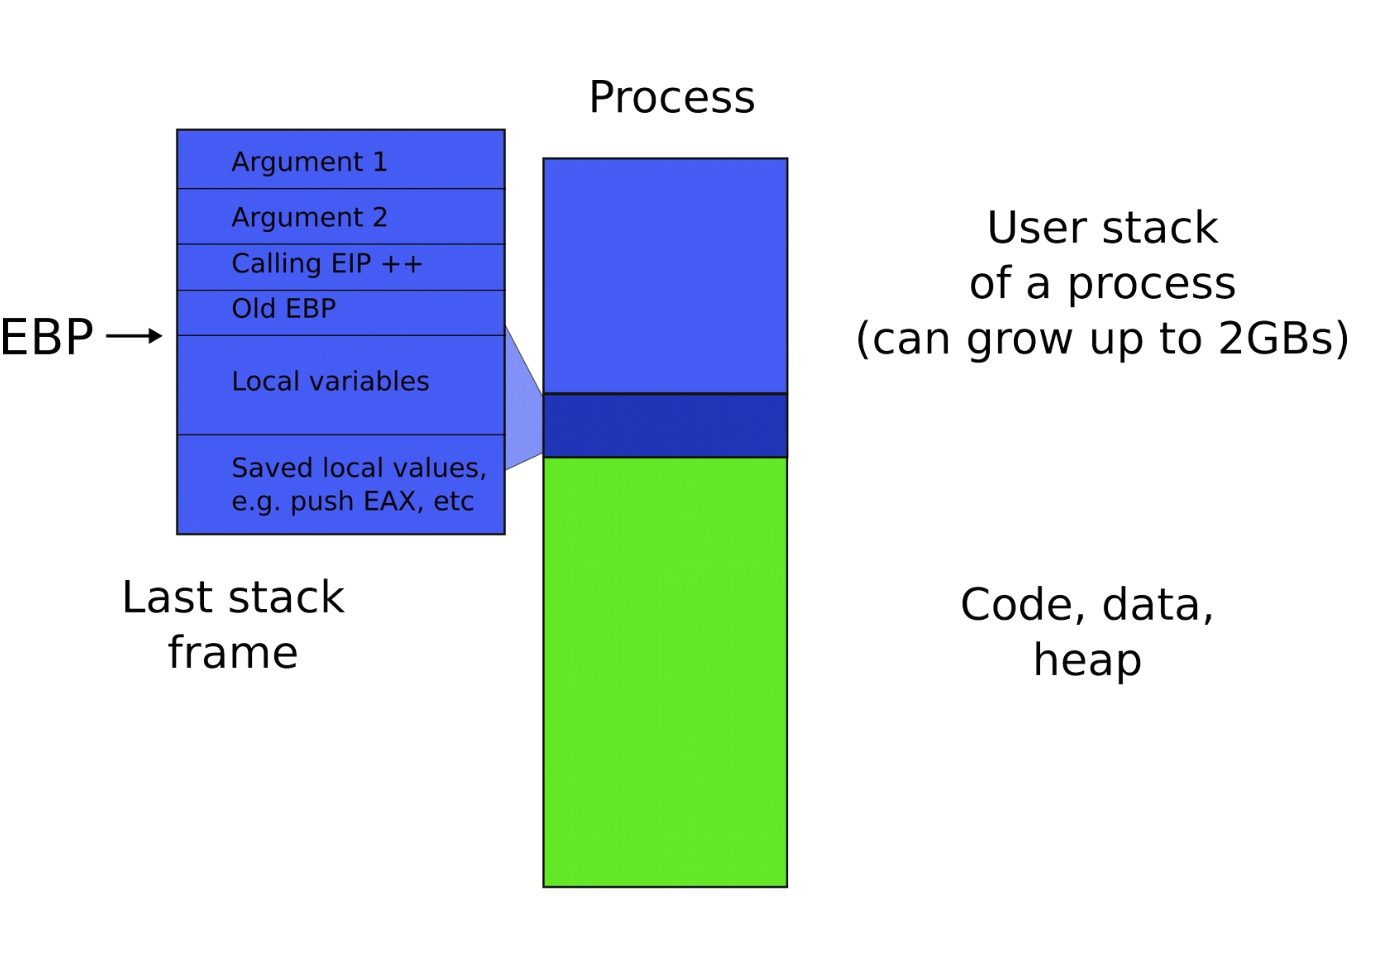 Process
Argument 1
Argument 2
Calling EIP ++
Old EBP
EBP
Local variables
Saved local values,
e.g. push EAX, etc
Last stack
frame
User stack
of a process
(can grow up to 2GBs)
Code, data,
heap